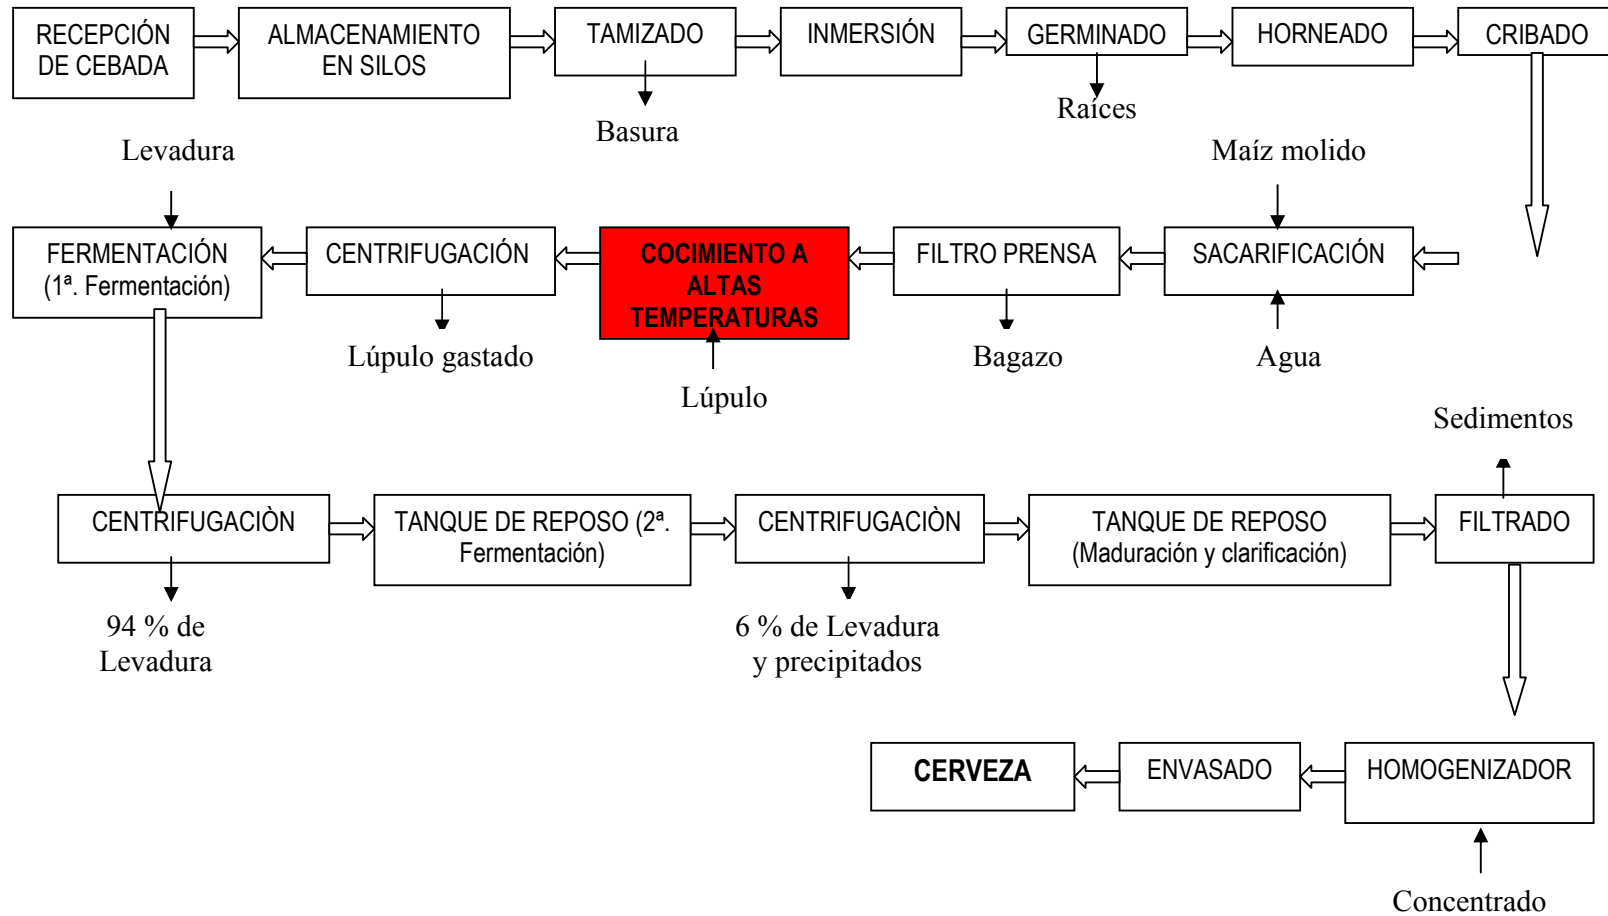 RECEPCIÓN
DE CEBADA
ALMACENAMIENTO
EN SILOS
TAMIZADO
INMERSIÓN
GERMINADO
HORNEADO
CRIBADO
Basura
Raíces
Levadura
Maíz molido
FERMENTACIÓN
(1ª. Fermentación)
CENTRIFUGACIÓN
COCIMIENTO A
ALTAS
TEMPERATURAS
FILTRO PRENSA
SACARIFICACIÓN
Lúpulo gastado
Lúpulo
Bagazo
Agua
Sedimentos
CENTRIFUGACIÒN
TANQUE DE REPOSO (2ª.
Fermentación)
CENTRIFUGACIÒN
TANQUE DE REPOSO
(Maduración y clarificación)
FILTRADO
94 % de
Levadura
6 % de Levadura
y precipitados
CERVEZA
ENVASADO
HOMOGENIZADOR
Concentrado